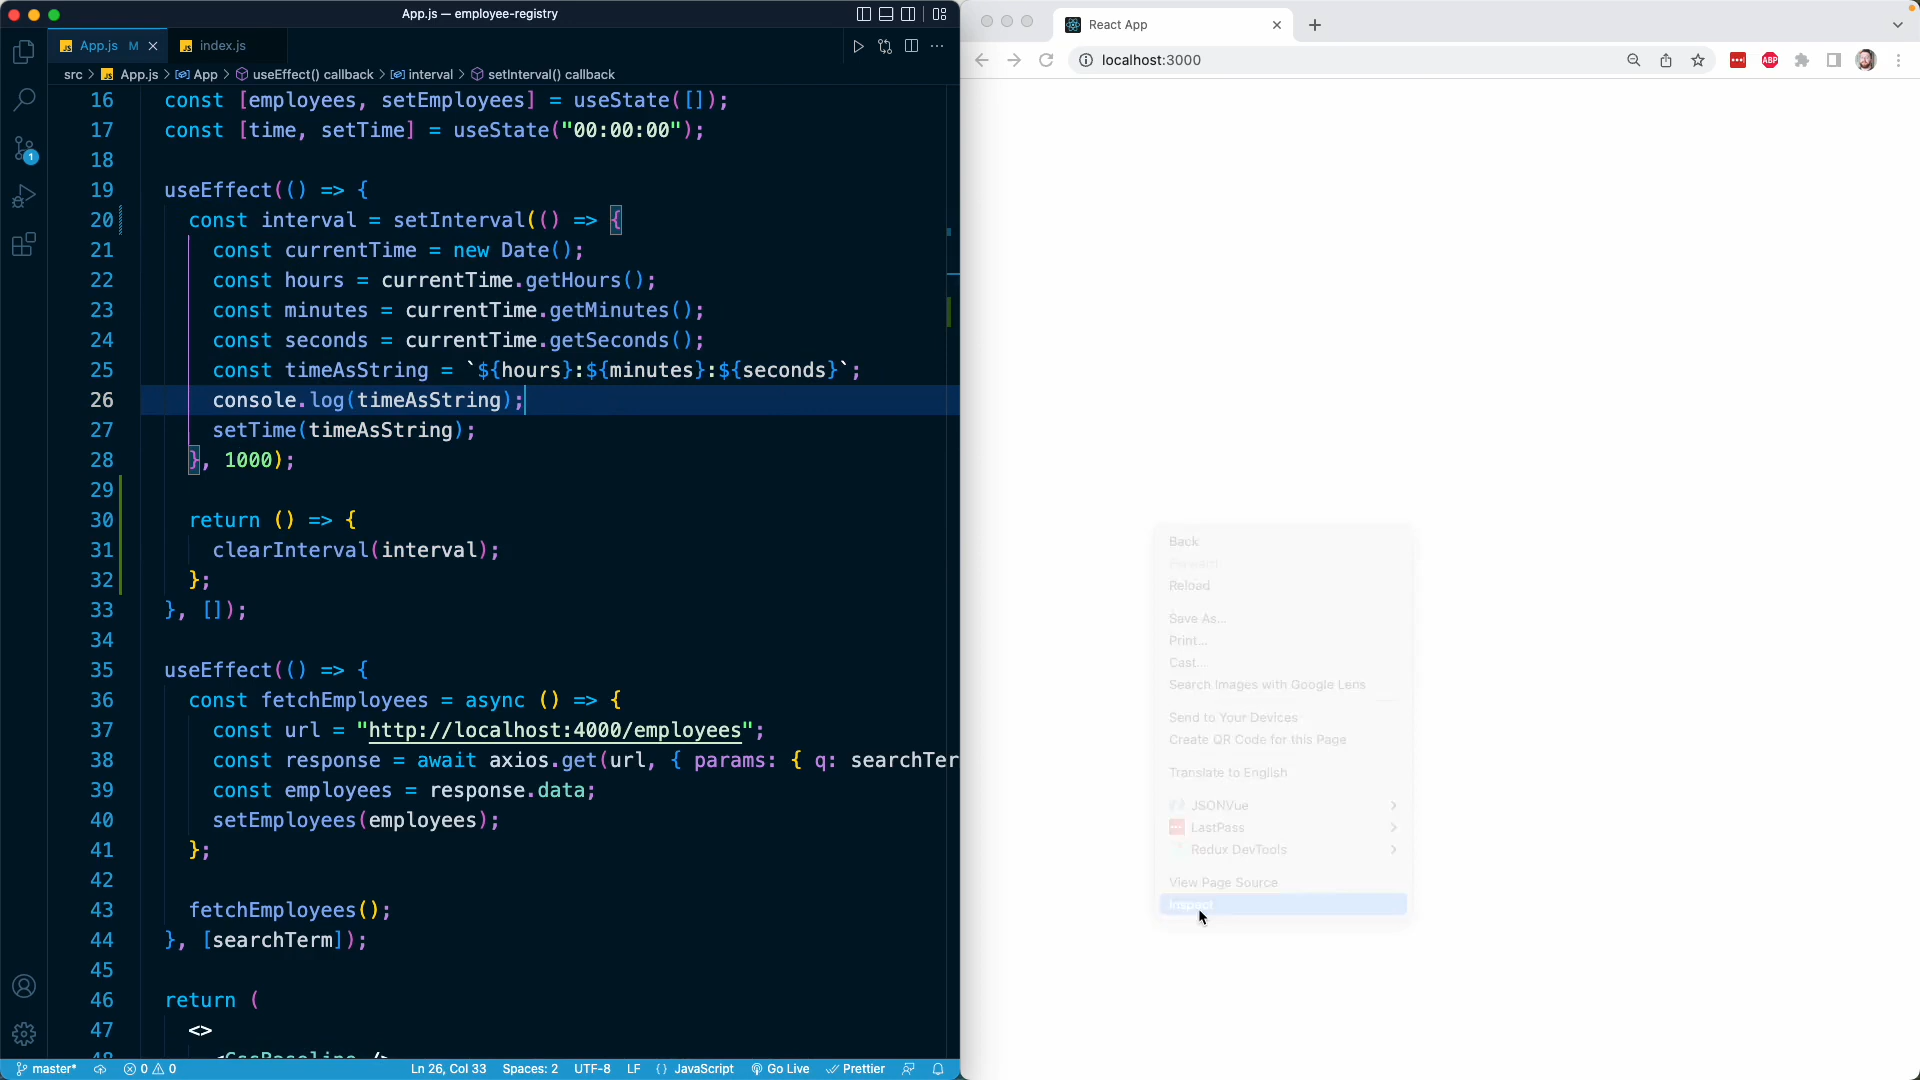 App.js — employee-registry
App.js M
index.js
src > App.js > App > useEffect() callback > interval > setInterval() callback
16 const [employees, setEmployees] = useState([]);
17 const [time, setTime] = useState("00:00:00");
18
19 useEffect(() => {
20 const interval = setInterval(() => {
21 const currentTime = new Date();
22 const hours = currentTime.getHours();
23 const minutes = currentTime.getMinutes();
24 const seconds = currentTime.getSeconds();
25 const timeAsString = `${hours}:${minutes}:${seconds}`;
26 console.log(timeAsString);
27 setTime(timeAsString);
28 }, 1000);
29
30 return () => {
31 clearInterval(interval);
32 };
33 }, []);
34
35 useEffect(() => {
36 const fetchEmployees = async () => {
37 const url = "http://localhost:4000/employees";
38 const response = await axios.get(url, { params: { q: searchTer
39 const employees = response.data;
40 setEmployees(employees);
41 };
42
43 fetchEmployees();
44 }, [searchTerm]);
45
46 return (
47 <>
48 <CssBaseline />
1
master* 0 0 Ln 26, Col 33 Spaces: 2 UTF-8 LF {} JavaScript Go Live Prettier
React App
localhost:3000
ABP
Back
Forward
Reload
Save As...
Print...
Cast...
Search Images with Google Lens
Send to Your Devices
Create QR Code for this Page
Translate to English
JSONVue
LastPass
Redux DevTools
View Page Source
Inspect